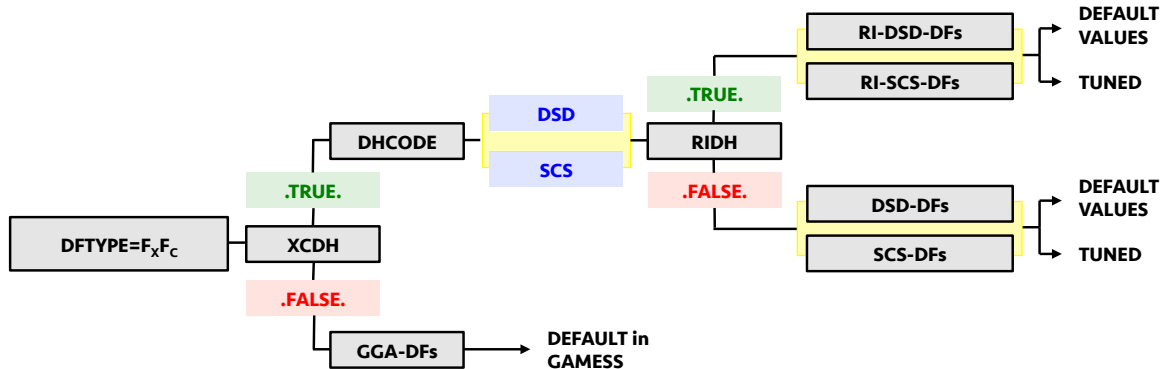 DFTYPE=FXFC
XCDH
.TRUE.
.FALSE.
DHCODE
GGA-DFs
DEFAULT in
GAMESS
DSD
SCS
RIDH
.TRUE.
.FALSE.
RI-DSD-DFs
RI-SCS-DFs
DEFAULT
VALUES
TUNED
DSD-DFs
SCS-DFs
DEFAULT
VALUES
TUNED